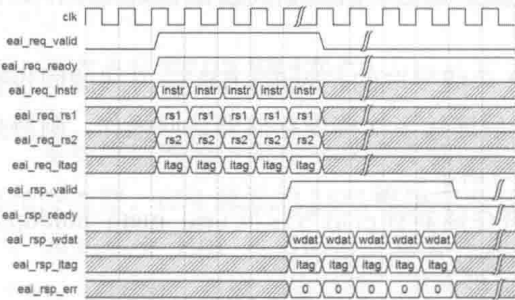 clk
eai_req_valid
eai_req_ready
eai_req_instr instr instr instr instr instr
eai_req_rs1 rs1 rs1 rs1 rs1 rs1
eai_req_rs2 rs2 rs2 rs2 rs2 rs2
eai_req_itag itag itag itag itag itag
eai_rsp_valid
eai_rsp_ready
eai_rsp_wdat wdat wdat wdat wdat wdat
eai_rsp_itag itag itag itag itag itag
eai_rsp_err 0 0 0 0 0